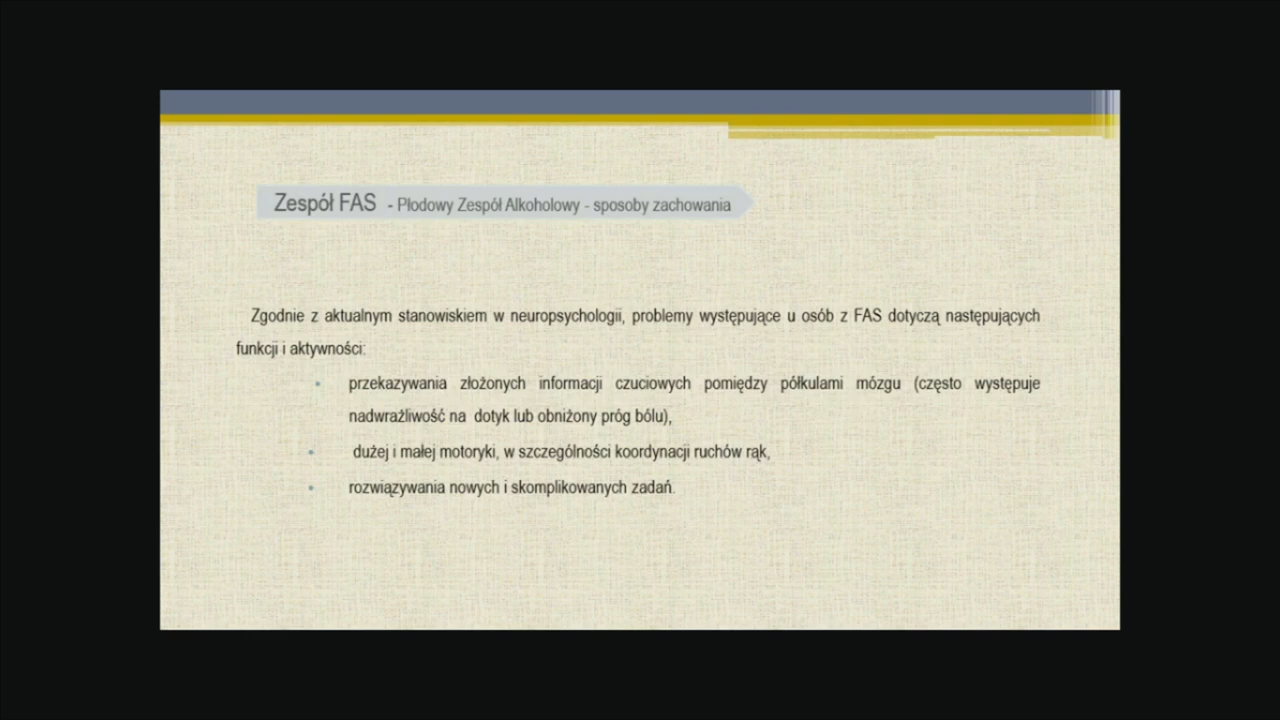 Zespół FAS - Płodowy Zespół Alkoholowy - sposoby zachowania
Zgodnie z aktualnym stanowiskiem w neuropsychologii, problemy występujące u osób z FAS dotyczą następujących
funkcji i aktywności:
• przekazywania złożonych informacji czuciowych pomiędzy półkulami mózgu (często występuje
nadwrażliwość na dotyk lub obniżony próg bólu),
• dużej i małej motoryki, w szczególności koordynacji ruchów rąk,
• rozwiązywania nowych i skomplikowanych zadań.